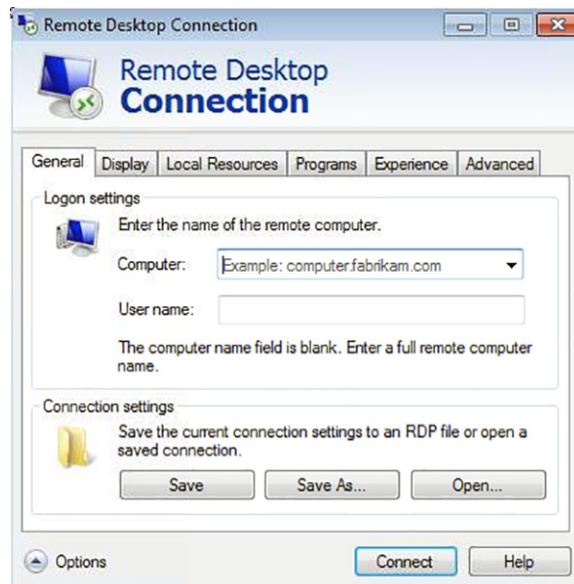 Remote Desktop Connection
Remote Desktop
Connection
General Display Local Resources Programs Experience Advanced
Logon settings
Enter the name of the remote computer.
Computer: Example: computer.fabrikam.com
User name:
The computer name field is blank. Enter a full remote computer
name.
Connection settings
Save the current connection settings to an RDP file or open a
saved connection.
Save Save As... Open...
Options Connect Help